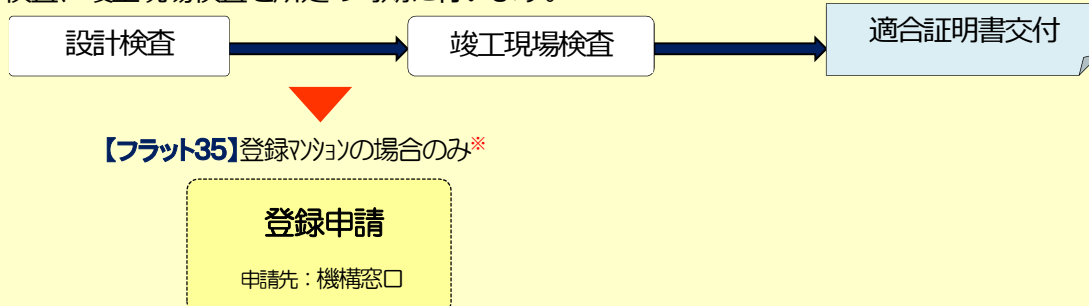 設計検査
竣工現場検査
適合証明書交付
【フラット35】登録マンションの場合のみ※
登録申請
申請先：機構窓口